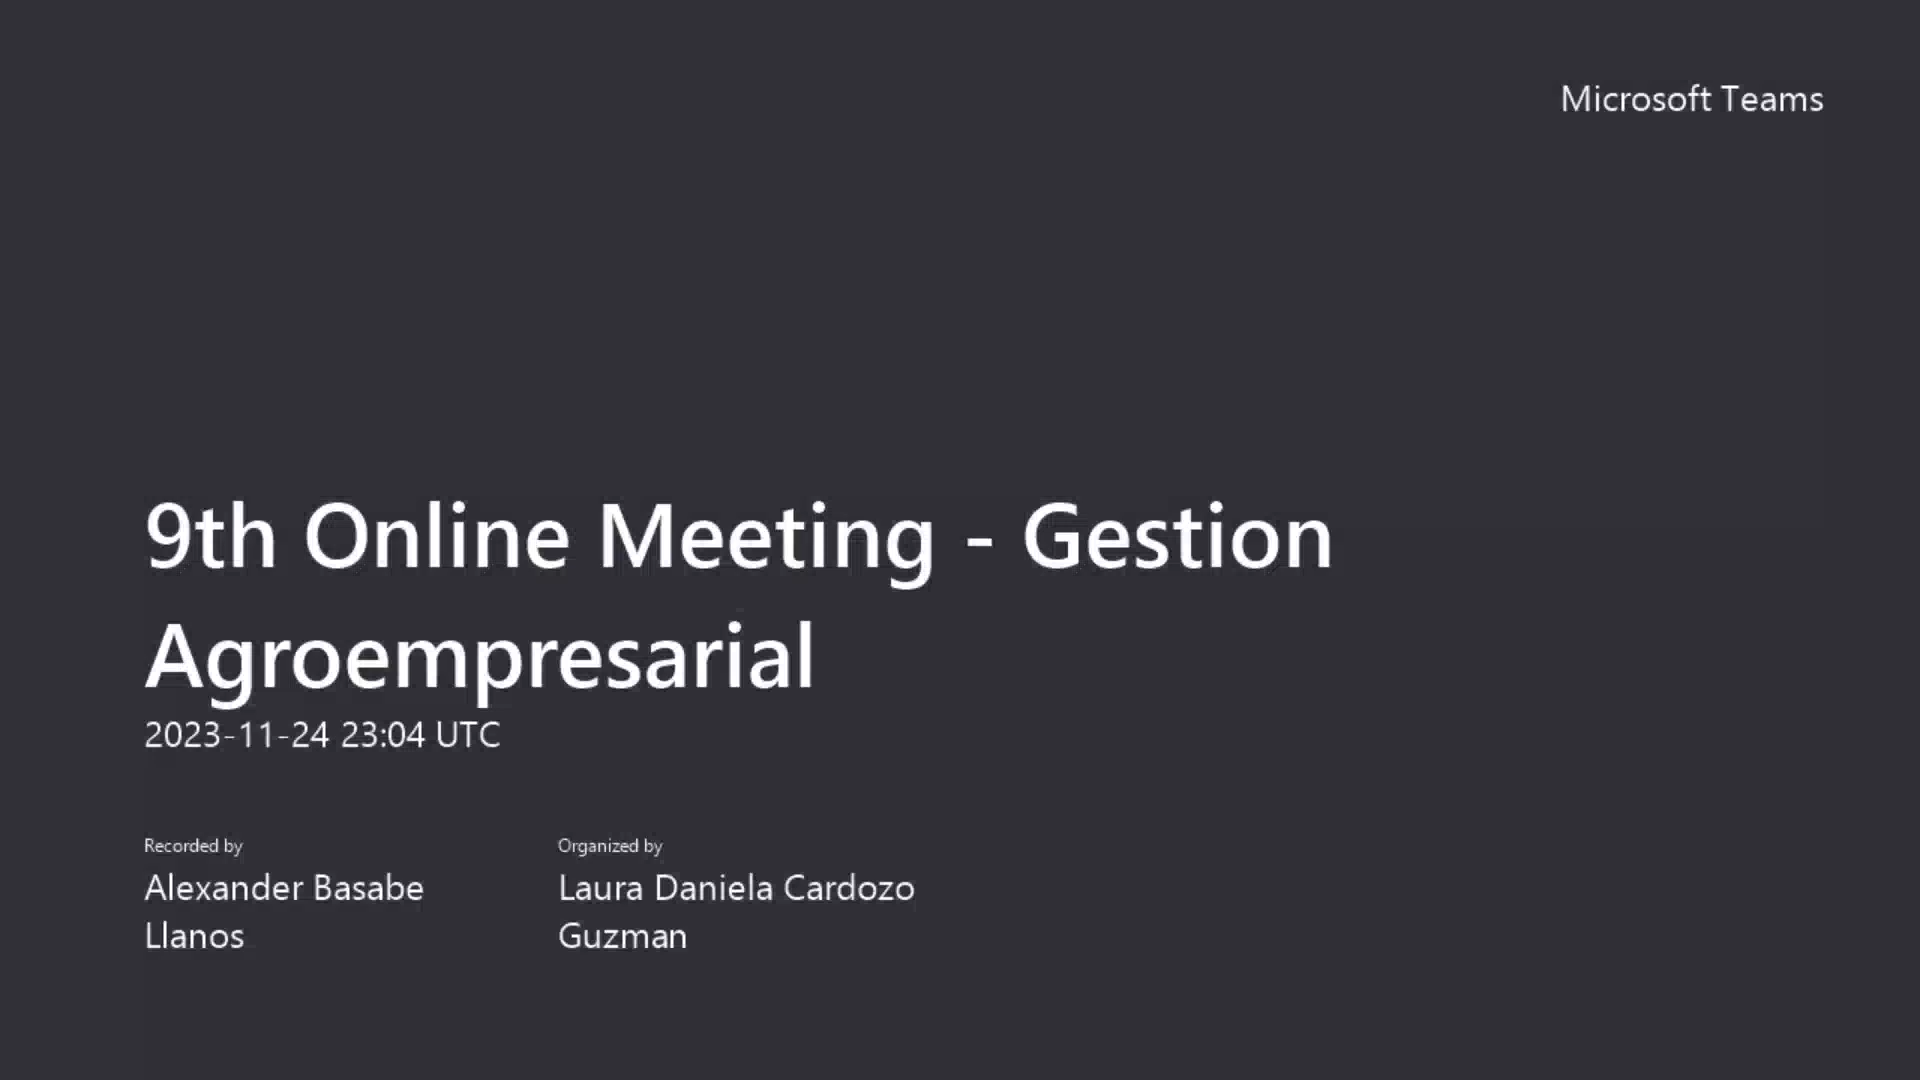 Microsoft Teams
9th Online Meeting - Gestion
Agroempresarial
2023-11-24 23:04 UTC
Recorded by
Alexander Basabe
Llanos
Organized by
Laura Daniela Cardozo
Guzman